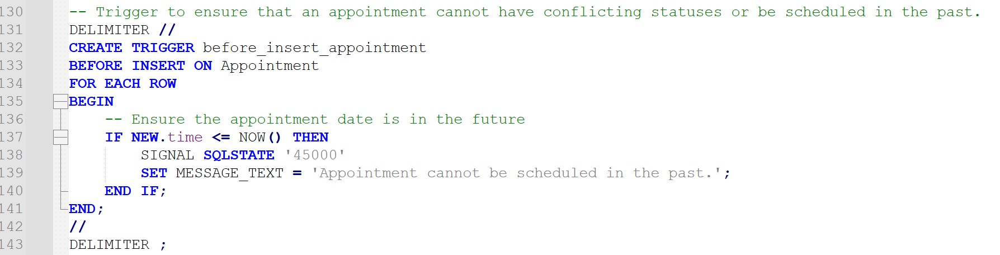 130 -- Trigger to ensure that an appointment cannot have conflicting statuses or be scheduled in the past.
131 DELIMITER //
132 CREATE TRIGGER before_insert_appointment
133 BEFORE INSERT ON Appointment
134 FOR EACH ROW
135 BEGIN
136     -- Ensure the appointment date is in the future
137     IF NEW.time <= NOW() THEN
138         SIGNAL SQLSTATE '45000'
139         SET MESSAGE_TEXT = 'Appointment cannot be scheduled in the past.';
140     END IF;
141 END;
142 //
143 DELIMITER ;